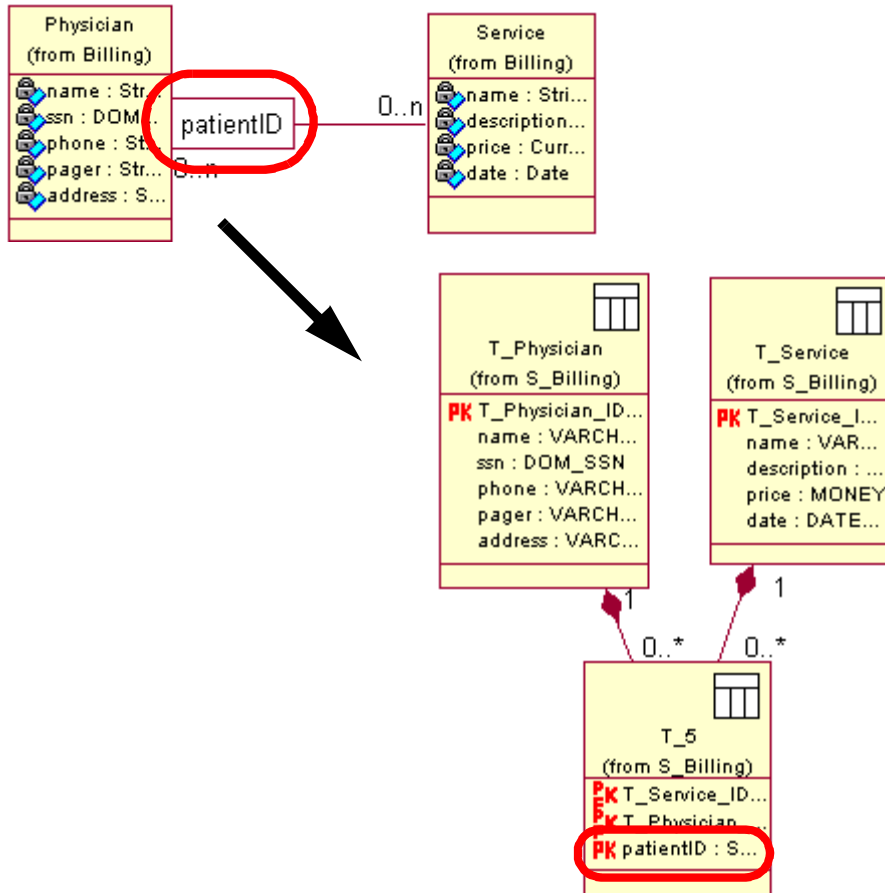 Physician
(from Billing)
name : Str...
ssn : DOM...
phone : St...
pager : Str...
address : S...
patientID
0..n
0..n
Service
(from Billing)
name : Stri...
description...
price : Curr...
date : Date
T_Physician
(from S_Billing)
PK T_Physician_ID...
name : VARCH...
ssn : DOM_SSN
phone : VARCH...
pager : VARCH...
address : VARC...
T_Service
(from S_Billing)
PK T_Service_I...
name : VAR...
description : ...
price : MONEY
date : DATE...
1
1
0..*
0..*
T_5
(from S_Billing)
PK T_Service_ID...
PK T_Physician_...
PK patientID : S...